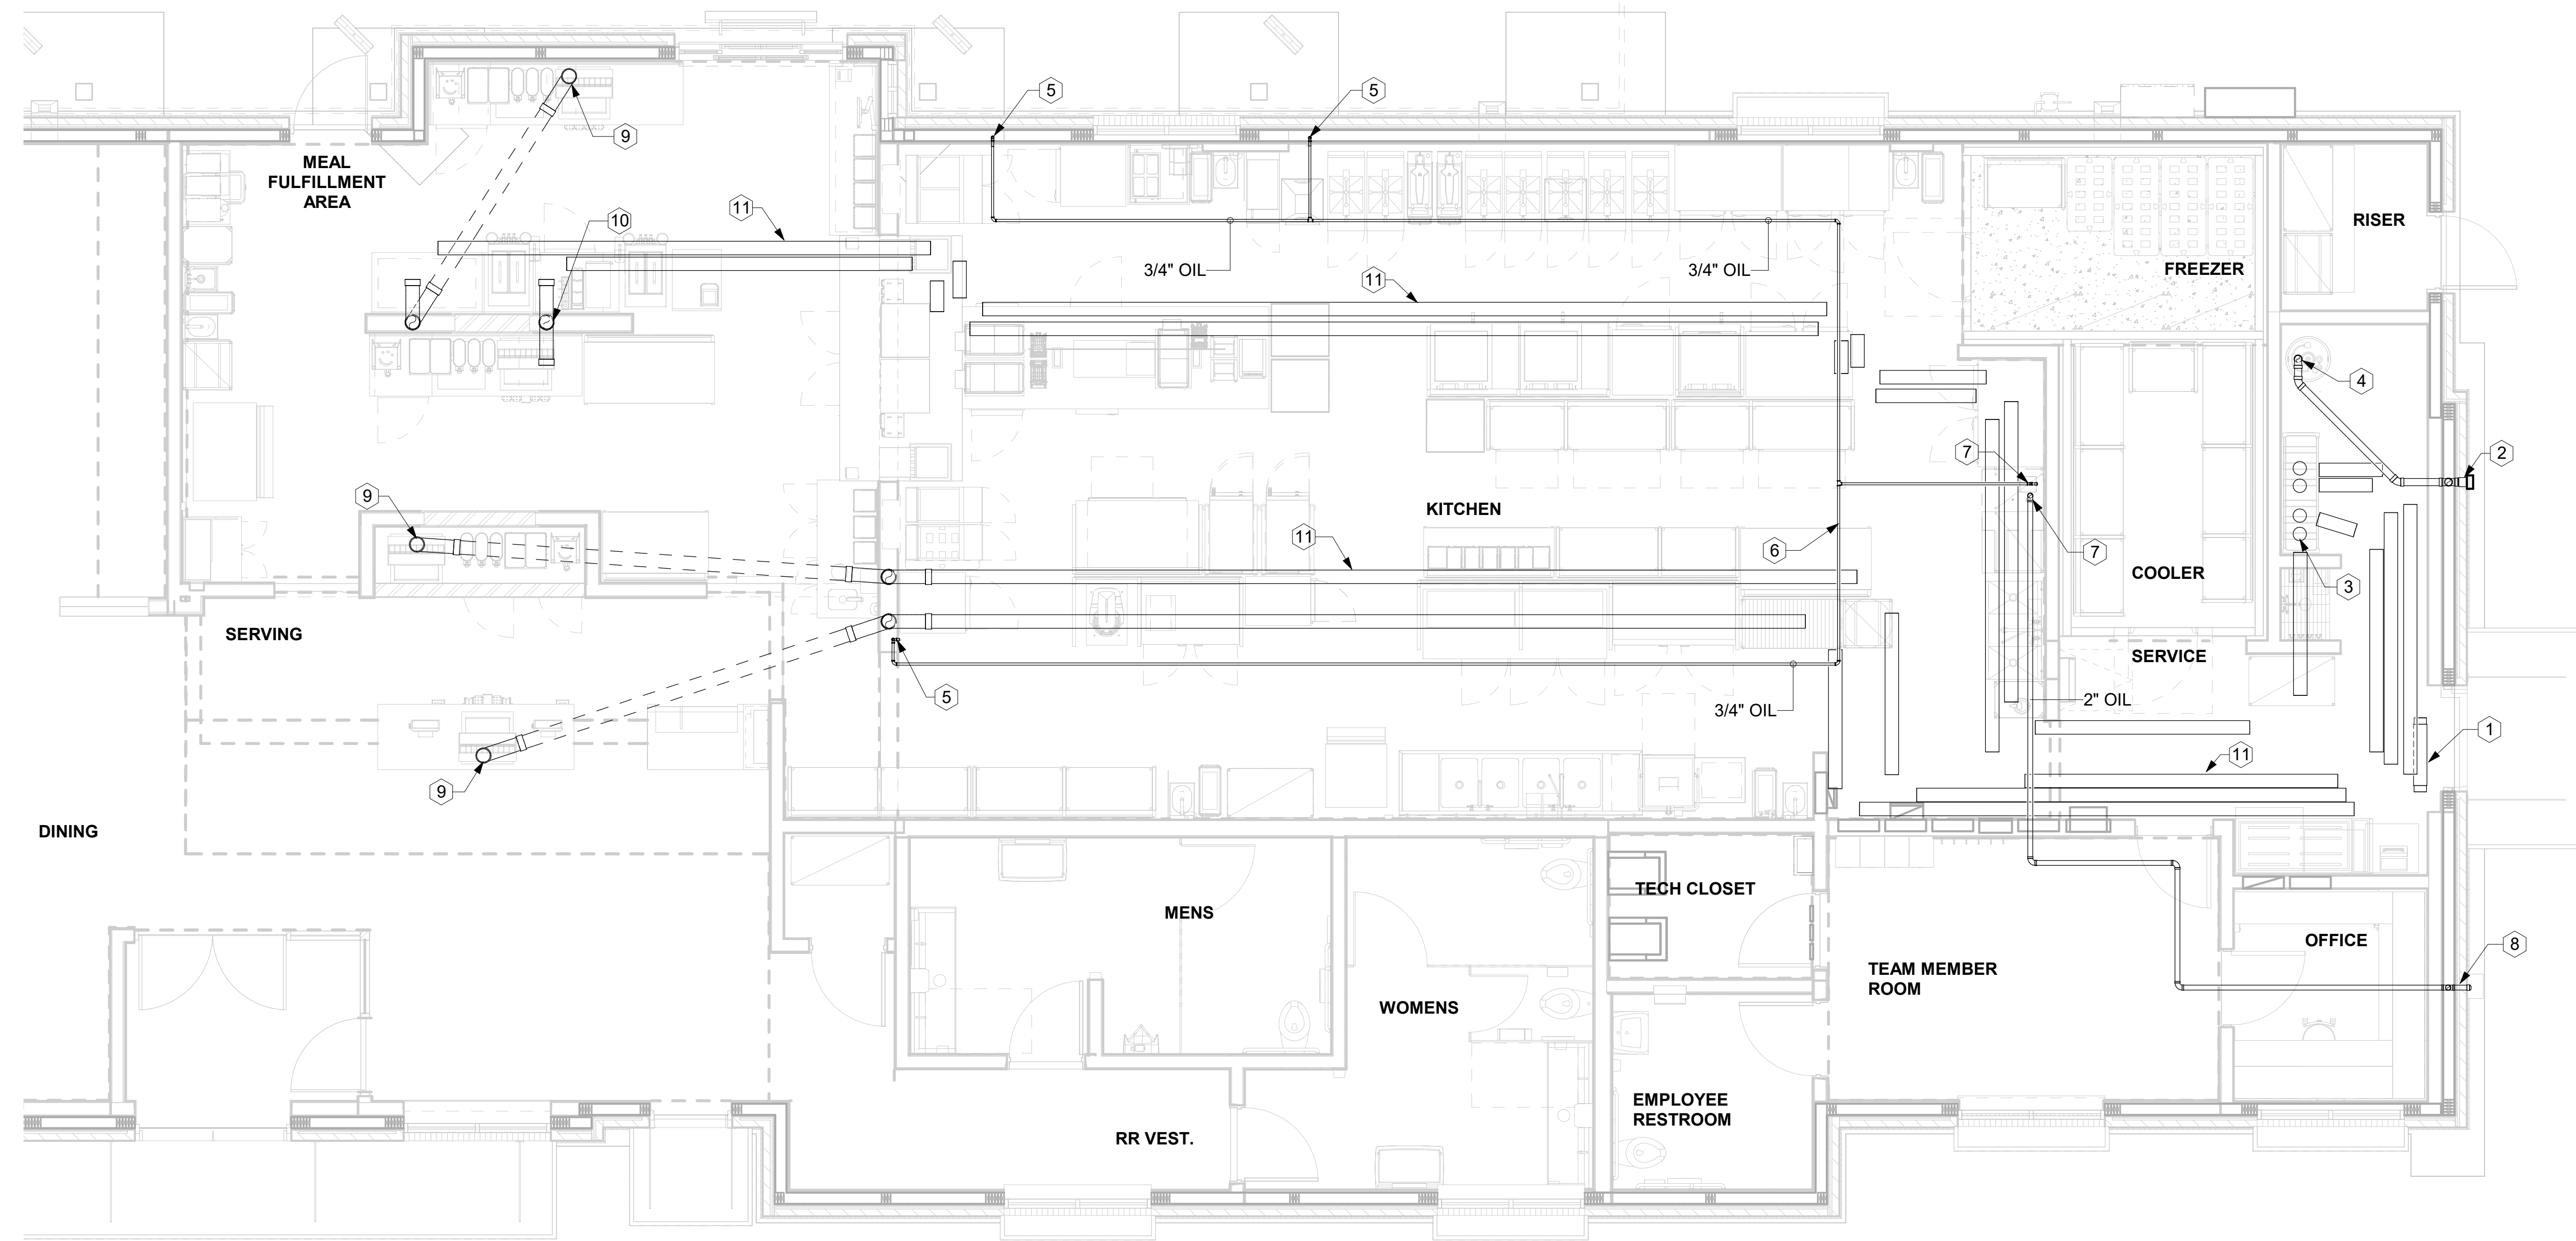 5
5
9
MEAL
FULFILLMENT
AREA
11
10
RISER
3/4" OIL
3/4" OIL
FREEZER
11
4
7
2
9
KITCHEN
11
6
7
COOLER
3
SERVING
SERVICE
5
3/4" OIL
2" OIL
1
11
9
DINING
TECH CLOSET
MENS
OFFICE
8
TEAM MEMBER
ROOM
WOMENS
EMPLOYEE
RESTROOM
RR VEST.